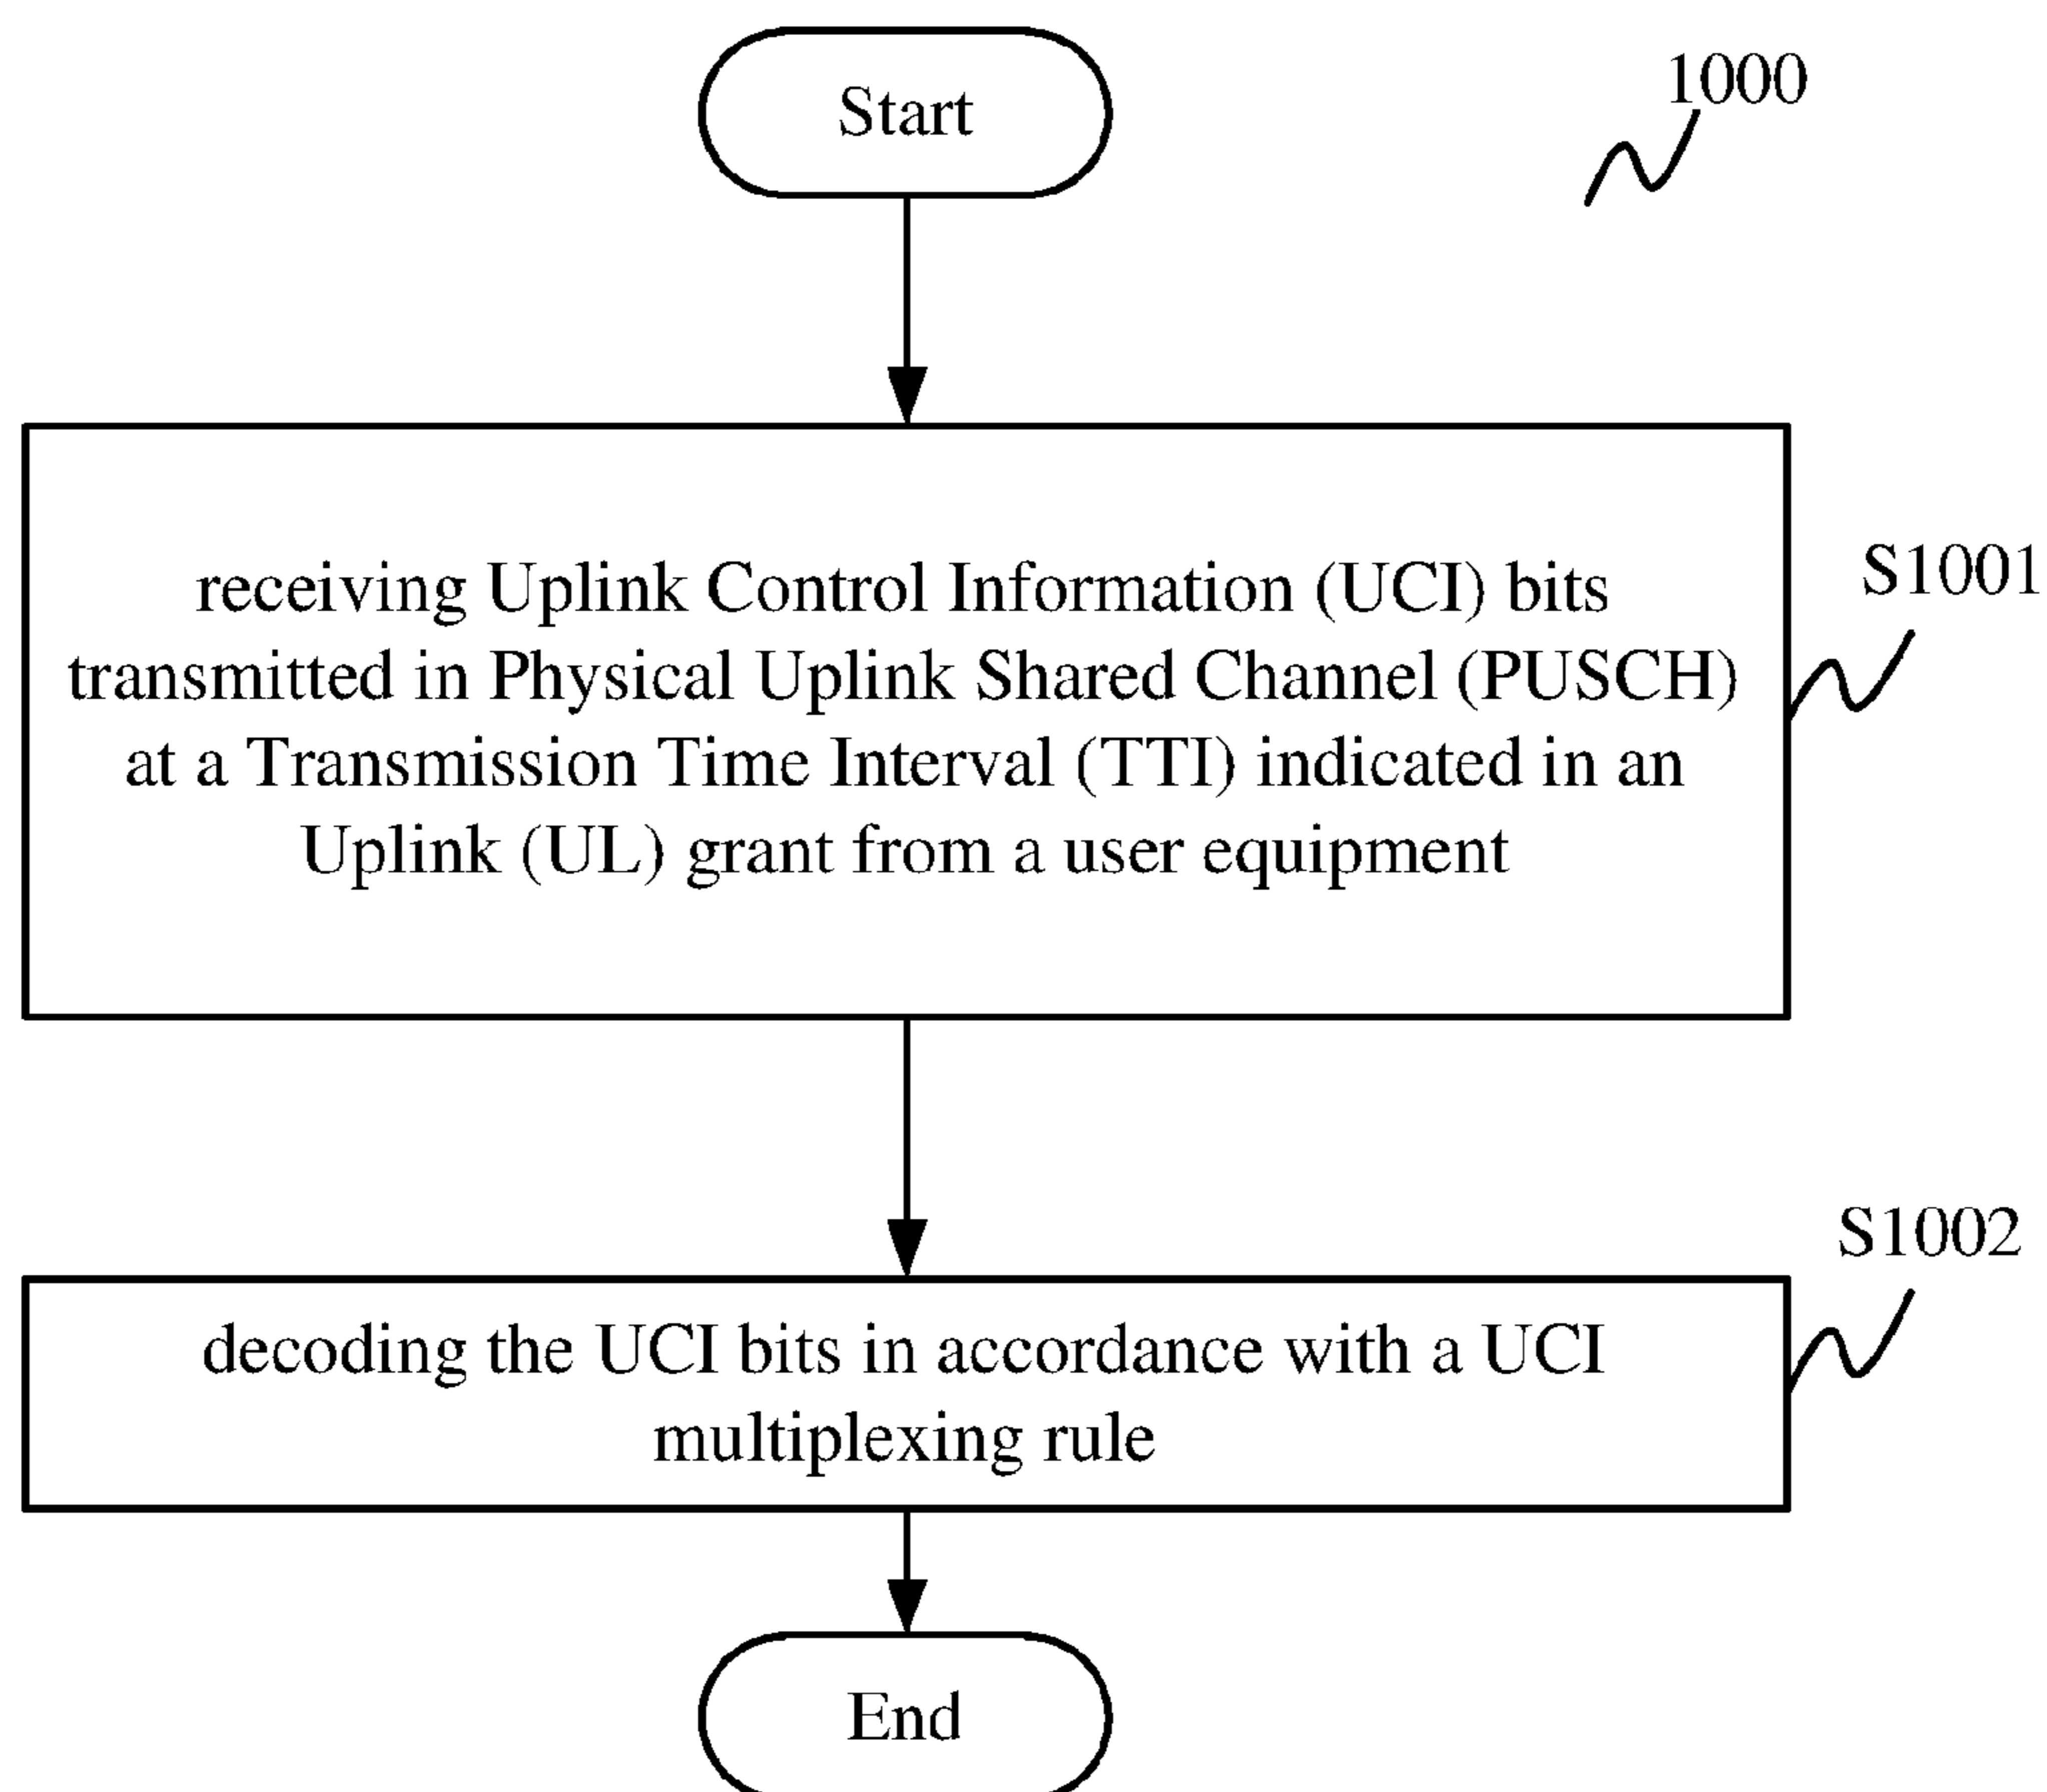 Start
1000
receiving Uplink Control Information (UCI) bits
transmitted in Physical Uplink Shared Channel (PUSCH)
at a Transmission Time Interval (TTI) indicated in an
Uplink (UL) grant from a user equipment
S1001
decoding the UCI bits in accordance with a UCI
multiplexing rule
S1002
End